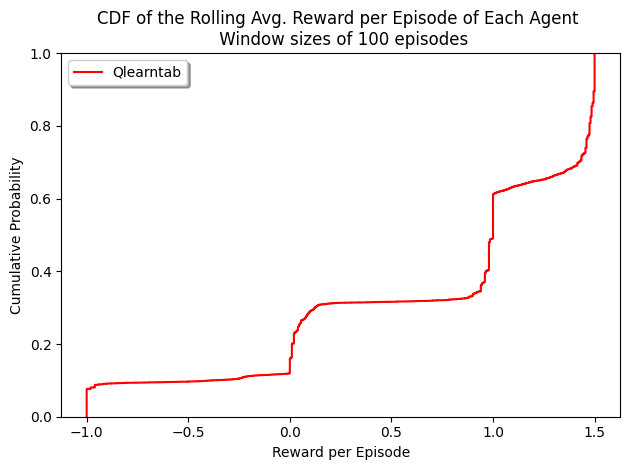 CDF of the Rolling Avg. Reward per Episode of Each Agent
Window sizes of 100 episodes
Qlearntab
1.0
0.8
0.6
0.4
0.2
0.0
Cumulative Probability
−1.0
−0.5
0.0
0.5
1.0
1.5
Reward per Episode